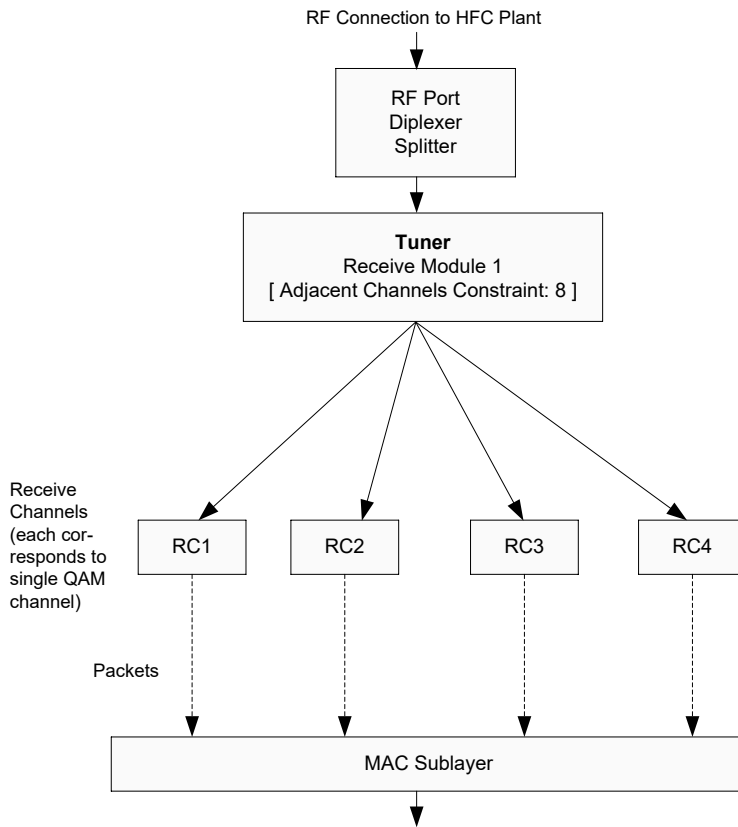 RF Connection to HFC Plant
RF Port
Diplexer
Splitter
Tuner
Receive Module 1
[ Adjacent Channels Constraint: 8 ]
Receive
Channels
(each cor-
responds to
single QAM
channel)
RC1
RC2
RC3
RC4
Packets
MAC Sublayer